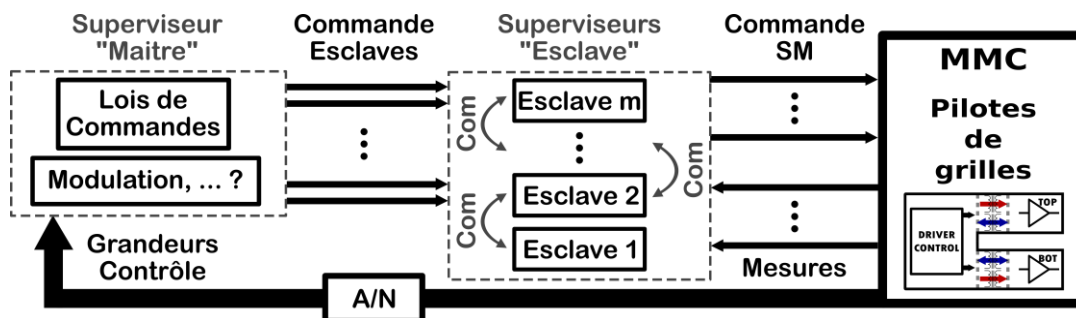 Superviseur
"Maitre"
Lois de
Commandes
Modulation, ... ?
Grandeurs
Contrôle
A/N
Commande
Esclaves
Superviseurs
"Esclave"
Esclave m
Com
Com
Esclave 2
Com
Esclave 1
Commande
SM
Mesures
MMC
Pilotes
de
grilles
DRIVER
CONTROL
TOP
BOT